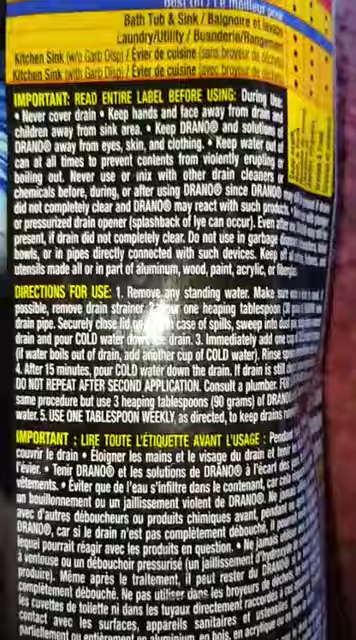 Best on / Le meilleur pour
Bath Tub & Sink / Baignoire et
Laundry/Utility / Buanderie/Rangement
Kitchen Sink (w/o Garb Disp) / Évier de cuisine (sans broyeur de déchets)
Kitchen Sink (with Garb Disp) / Évier de cuisine (avec broyeur de déchets)
IMPORTANT: READ ENTIRE LABEL BEFORE USING: During Use:
• Never cover drain • Keep hands and face away from drain and
children away from sink area. • Keep DRANO® and solutions of
DRANO® away from eyes, skin, and clothing. • Keep water out of
can at all times to prevent contents from violently erupting or
boiling out. Never use or mix with other drain cleaners or
chemicals before, during, or after using DRANO® since DRANO®
did not completely clear and DRANO® may react with such products.
or pressurized drain opener (splashback of lye can occur). Even after
present, if drain did not completely clear. Do not use in garbage
bowls, or in pipes directly connected with such devices. Keep off
utensils made all or in part of aluminum, wood, paint, acrylic, or fiberglass.
DIRECTIONS FOR USE: 1. Remove any standing water. Make sure
possible, remove drain strainer. 2. Pour one heaping tablespoon (30
drain pipe. Securely close lid in case of spills, sweep into dust
drain and pour COLD water down the drain. 3. Immediately add one cup
(if water boils out of drain, add another cup of COLD water). Rinse
4. After 15 minutes, pour COLD water down the drain. If drain is still
DO NOT REPEAT AFTER SECOND APPLICATION. Consult a plumber. FOR
same procedure but use 3 heaping tablespoons (90 grams) of DRANO
water. 5. USE ONE TABLESPOON WEEKLY, as directed, to keep drains
IMPORTANT : LIRE TOUTE L'ÉTIQUETTE AVANT L'USAGE : Pendant
couvrir le drain • Éloigner les mains et le visage du drain et
l'évier. • Tenir DRANO® et les solutions de DRANO® à l'écart des
vêtements. • Éviter que de l'eau s'infiltre dans le contenant, car cela
un bouillonnement ou un jaillissement violent de DRANO®. Ne jamais
avec d'autres déboucheurs ou produits chimiques avant, pendant
DRANO®, car si le drain n'est pas complètement débouché, il
lequel pourrait réagir avec les produits en question. • Ne jamais
à ventouse ou un débouchoir pressurisé (un jaillissement d'hydroxyde
produire). Même après le traitement, il peut rester du DRANO
complètement débouché. Ne pas utiliser dans les broyeurs de déchets,
les cuvettes de toilette ni dans les tuyaux directement raccordés à
contact avec les surfaces, appareils sanitaires et ustensiles
partiellement ou entièrement en aluminium, en bois, en acrylique